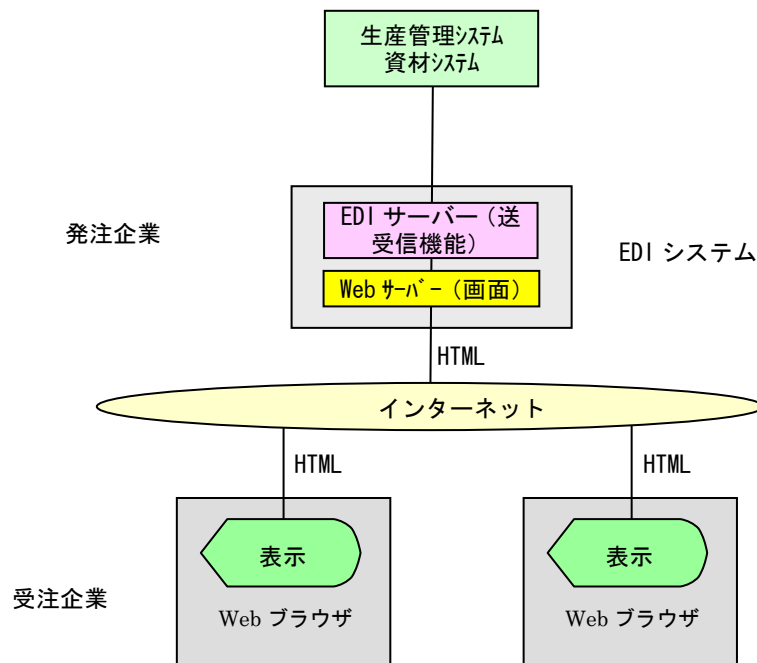 生産管理ｼｽﾃﾑ
資材ｼｽﾃﾑ
発注企業
EDI サーバー（送
受信機能）
EDI システム
Web ｻｰﾊﾞｰ（画面）
HTML
インターネット
HTML
HTML
表示
表示
受注企業
Web ブラウザ
Web ブラウザ